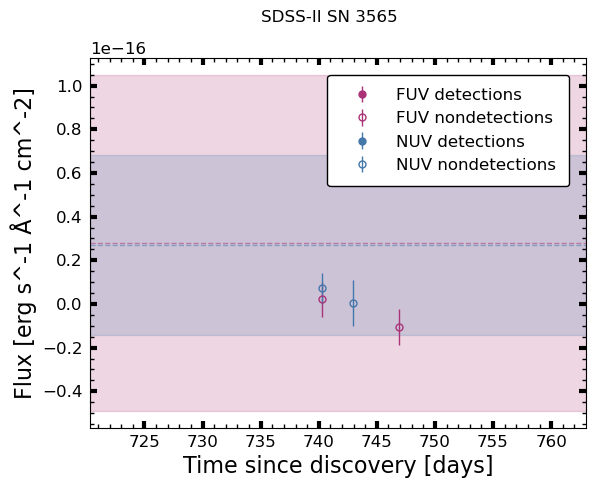 SDSS-II SN 3565
1e−16
FUV detections
FUV nondetections
NUV detections
NUV nondetections
1.0
0.8
0.6
0.4
0.2
0.0
−0.2
−0.4
Flux [erg s^-1 Å^-1 cm^-2]
725 730 735 740 745 750 755 760
Time since discovery [days]